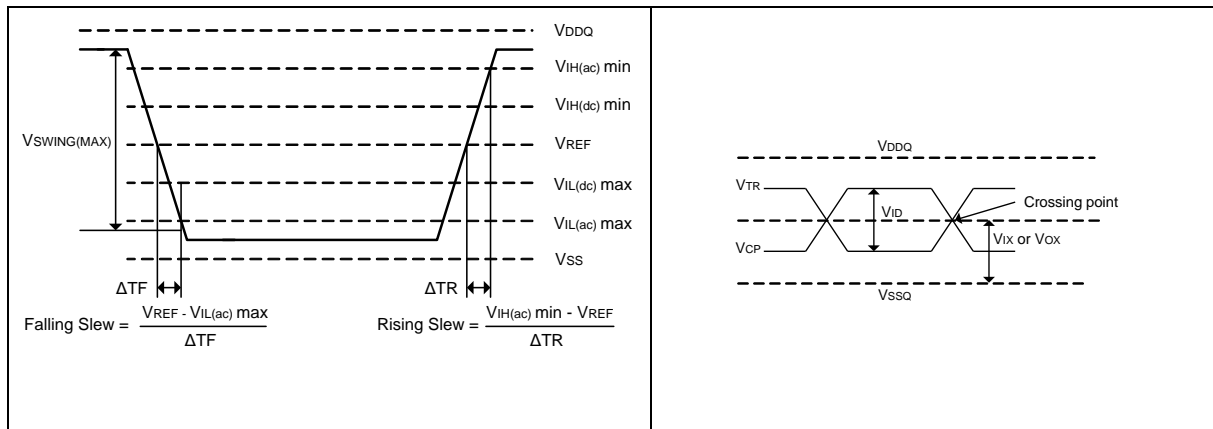 VDDQ
VIH(ac) min
VIH(dc) min
VSWING(MAX)
VREF
VIL(dc) max
VIL(ac) max
VSS
ΔTF
ΔTR
Falling Slew = VREF - VIL(ac) max
ΔTF
Rising Slew = VIH(ac) min - VREF
ΔTR
VDDQ
VTR
VID
Crossing point
VCP
VIX or VOX
VSSQ